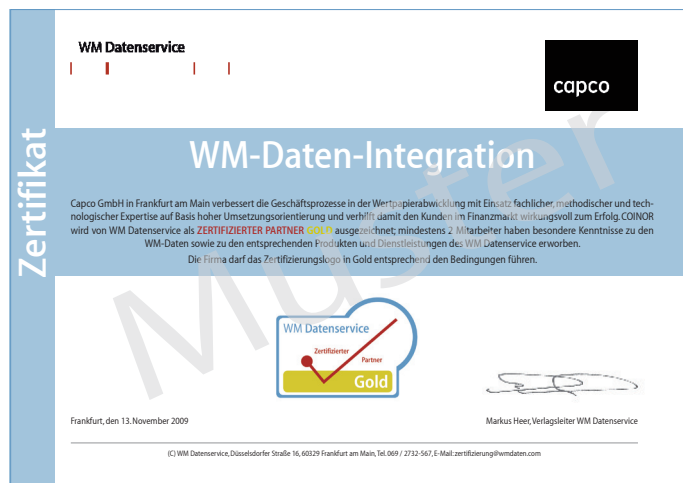 WM Datenservice
capco
Zertifikat
WM-Daten-Integration
Capco GmbH in Frankfurt am Main verbessert die Geschäftsprozesse in der Wertpapierabwicklung mit Einsatz fachlicher, methodischer und tech-
nologischer Expertise auf Basis hoher Umsetzungsorientierung und verhilft damit den Kunden im Finanzmarkt wirkungsvoll zum Erfolg. COINOR
wird von WM Datenservice als ZERTIFIZIERTER PARTNER GOLD ausgezeichnet; mindestens 2 Mitarbeiter haben besondere Kenntnisse zu den
WM-Daten sowie zu den entsprechenden Produkten und Dienstleistungen des WM Datenservice erworben.
Die Firma darf das Zertifizierungslogo in Gold entsprechend den Bedingungen führen.
Muster
WM Datenservice
Zertifizierter
Partner
Gold
Frankfurt, den 13. November 2009
Markus Heer, Verlagsleiter WM Datenservice
(C) WM Datenservice, Düsselsdorfer Straße 16, 60329 Frankfurt am Main, Tel. 069 / 2732-567, E-Mail: zertifizierung@wmdaten.com